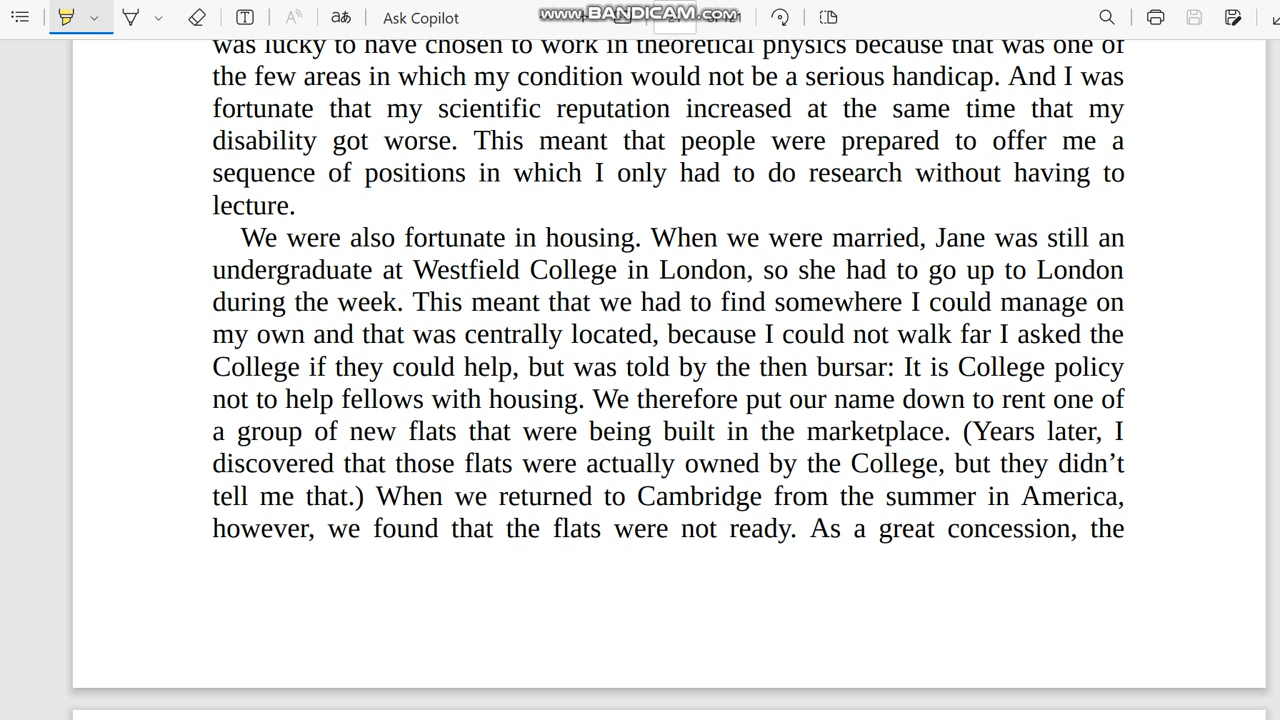 Ask Copilot
www.BANDICAM.com
was lucky to have chosen to work in theoretical physics because that was one of
the few areas in which my condition would not be a serious handicap. And I was
fortunate that my scientific reputation increased at the same time that my
disability got worse. This meant that people were prepared to offer me a
sequence of positions in which I only had to do research without having to
lecture.
We were also fortunate in housing. When we were married, Jane was still an
undergraduate at Westfield College in London, so she had to go up to London
during the week. This meant that we had to find somewhere I could manage on
my own and that was centrally located, because I could not walk far I asked the
College if they could help, but was told by the then bursar: It is College policy
not to help fellows with housing. We therefore put our name down to rent one of
a group of new flats that were being built in the marketplace. (Years later, I
discovered that those flats were actually owned by the College, but they didn’t
tell me that.) When we returned to Cambridge from the summer in America,
however, we found that the flats were not ready. As a great concession, the